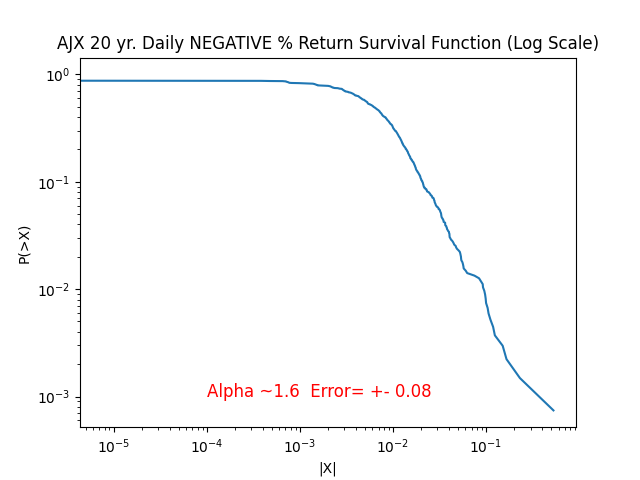 AJX 20 yr. Daily NEGATIVE % Return Survival Function (Log Scale)
10⁰
10⁻¹
10⁻²
10⁻³
P(>X)
Alpha ~1.6  Error= +- 0.08
10⁻⁵ 10⁻⁴ 10⁻³ 10⁻² 10⁻¹
|X|